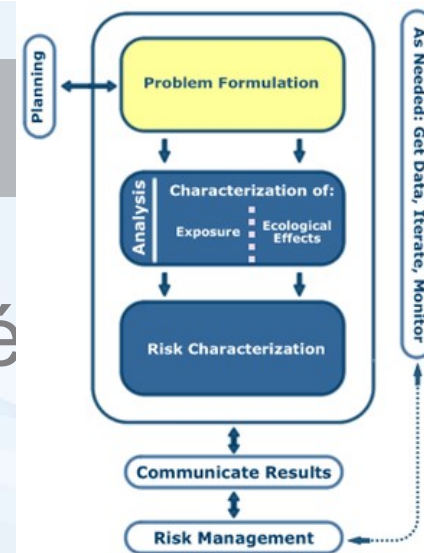 Planning
Problem Formulation
Analysis
Characterization of:
Exposure
Ecological
Effects
Risk Characterization
Communicate Results
Risk Management
As Needed: Get Data, Iterate, Monitor
é